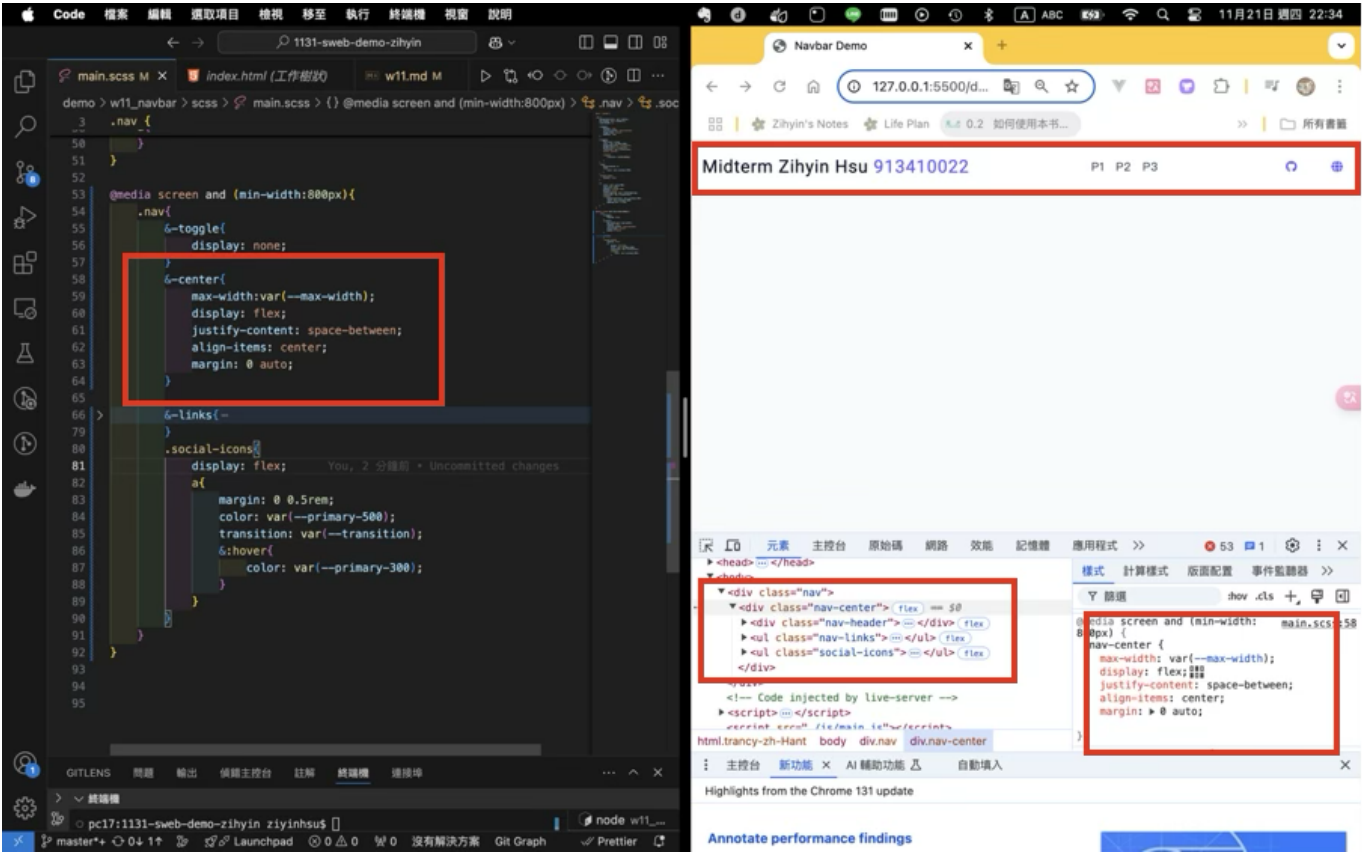 Code 檔案 編輯 選取項目 檢視 移至 執行 終端機 視窗 說明
ABC 11月21日 週四 22:34
1131-sweb-demo-zihyin
main.scss M
index.html (工作樹狀)
w11.md M
demo > w11_navbar > scss > main.scss > {} @media screen and (min-width:800px) > .nav > .soc
3 .nav {
50 }
51 }
52
53 @media screen and (min-width:800px){
54 .nav{
55 &-toggle{
56 display: none;
57 }
58 &-center{
59 max-width:var(--max-width);
60 display: flex;
61 justify-content: space-between;
62 align-items: center;
63 margin: 0 auto;
64 }
65
66 &-links{
79 }
80 .social-icons{
81 display: flex; You, 2 分鐘前 • Uncommitted changes
82 a{
83 margin: 0 0.5rem;
84 color: var(--primary-500);
85 transition: var(--transition);
86 &:hover{
87 color: var(--primary-300);
88 }
89 }
90 }
91 }
92 }
93
94
95
8
1
GITLENS 問題 輸出 偵錯主控台 註解 終端機 連接埠
終端機
pc17:1131-sweb-demo-zihyin ziyinhsu$
node w11_...
master*+ 0↓ 1↑ Launchpad 0 0 0 沒有解決方案 Git Graph Prettier
Navbar Demo
127.0.0.1:5500/d...
Zihyin's Notes
Life Plan
0.2 如何使用本书...
所有書籤
Midterm Zihyin Hsu 913410022
P1 P2 P3
元素 主控台 原始碼 網路 效能 記憶體 應用程式 53 1
<head> … </head>
<body>
<div class="nav">
<div class="nav-center"> flex == $0
<div class="nav-header"> … </div> flex
<ul class="nav-links"> … </ul> flex
<ul class="social-icons"> … </ul> flex
</div>
</div>
<!-- Code injected by live-server -->
<script> … </script>
<script src="./js/main.js"></script>
html.trancy-zh-Hant body div.nav div.nav-center
樣式 計算樣式 版面配置 事件監聽器
篩選 :hov .cls
@media screen and (min-width: 800px) {
main.scss:58
nav-center {
max-width: var(--max-width);
display: flex;
justify-content: space-between;
align-items: center;
margin: 0 auto;
}
主控台 新功能 AI 輔助功能 自動填入
Highlights from the Chrome 131 update
Annotate performance findings